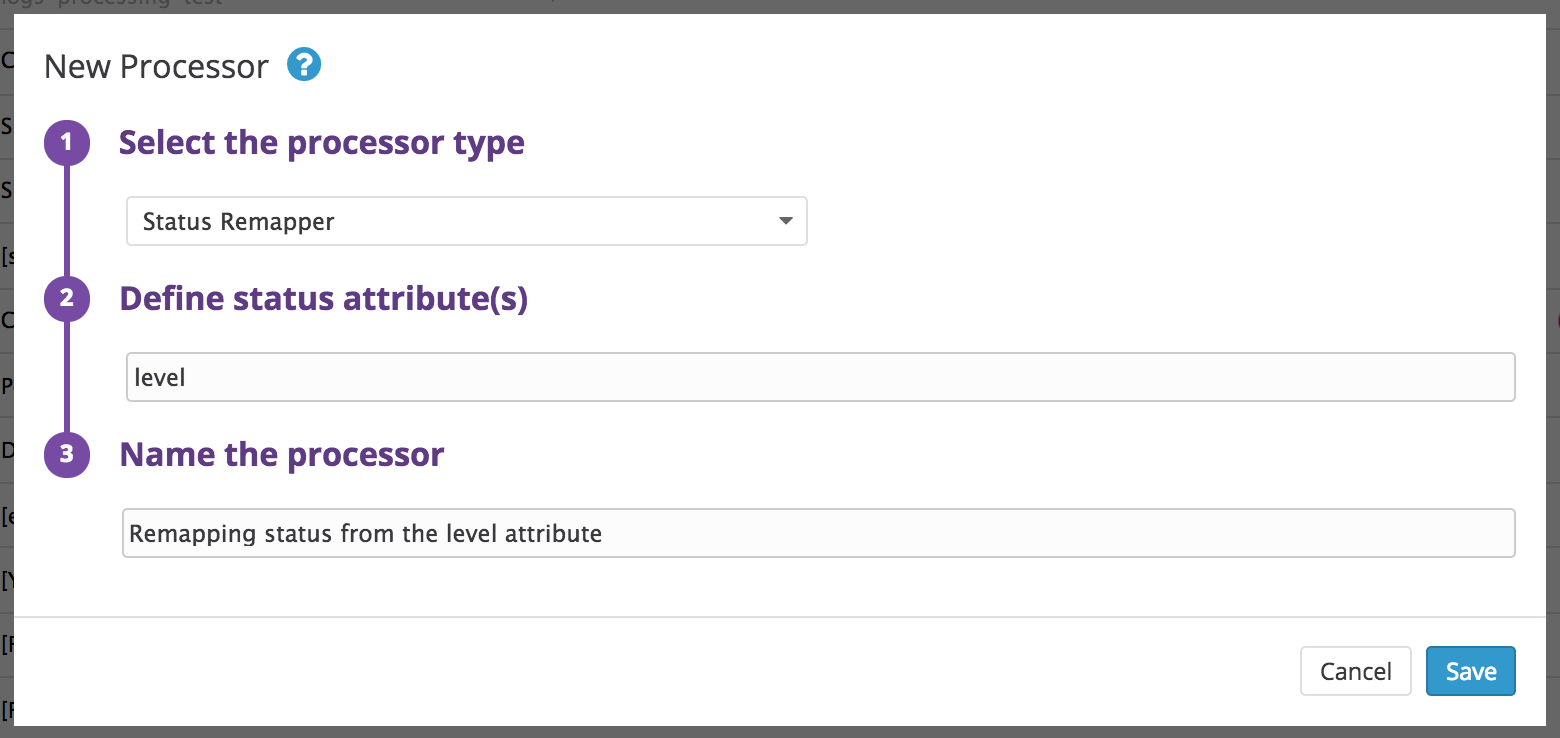 New Processor ?
1 Select the processor type
Status Remapper
2 Define status attribute(s)
level
3 Name the processor
Remapping status from the level attribute
Cancel Save